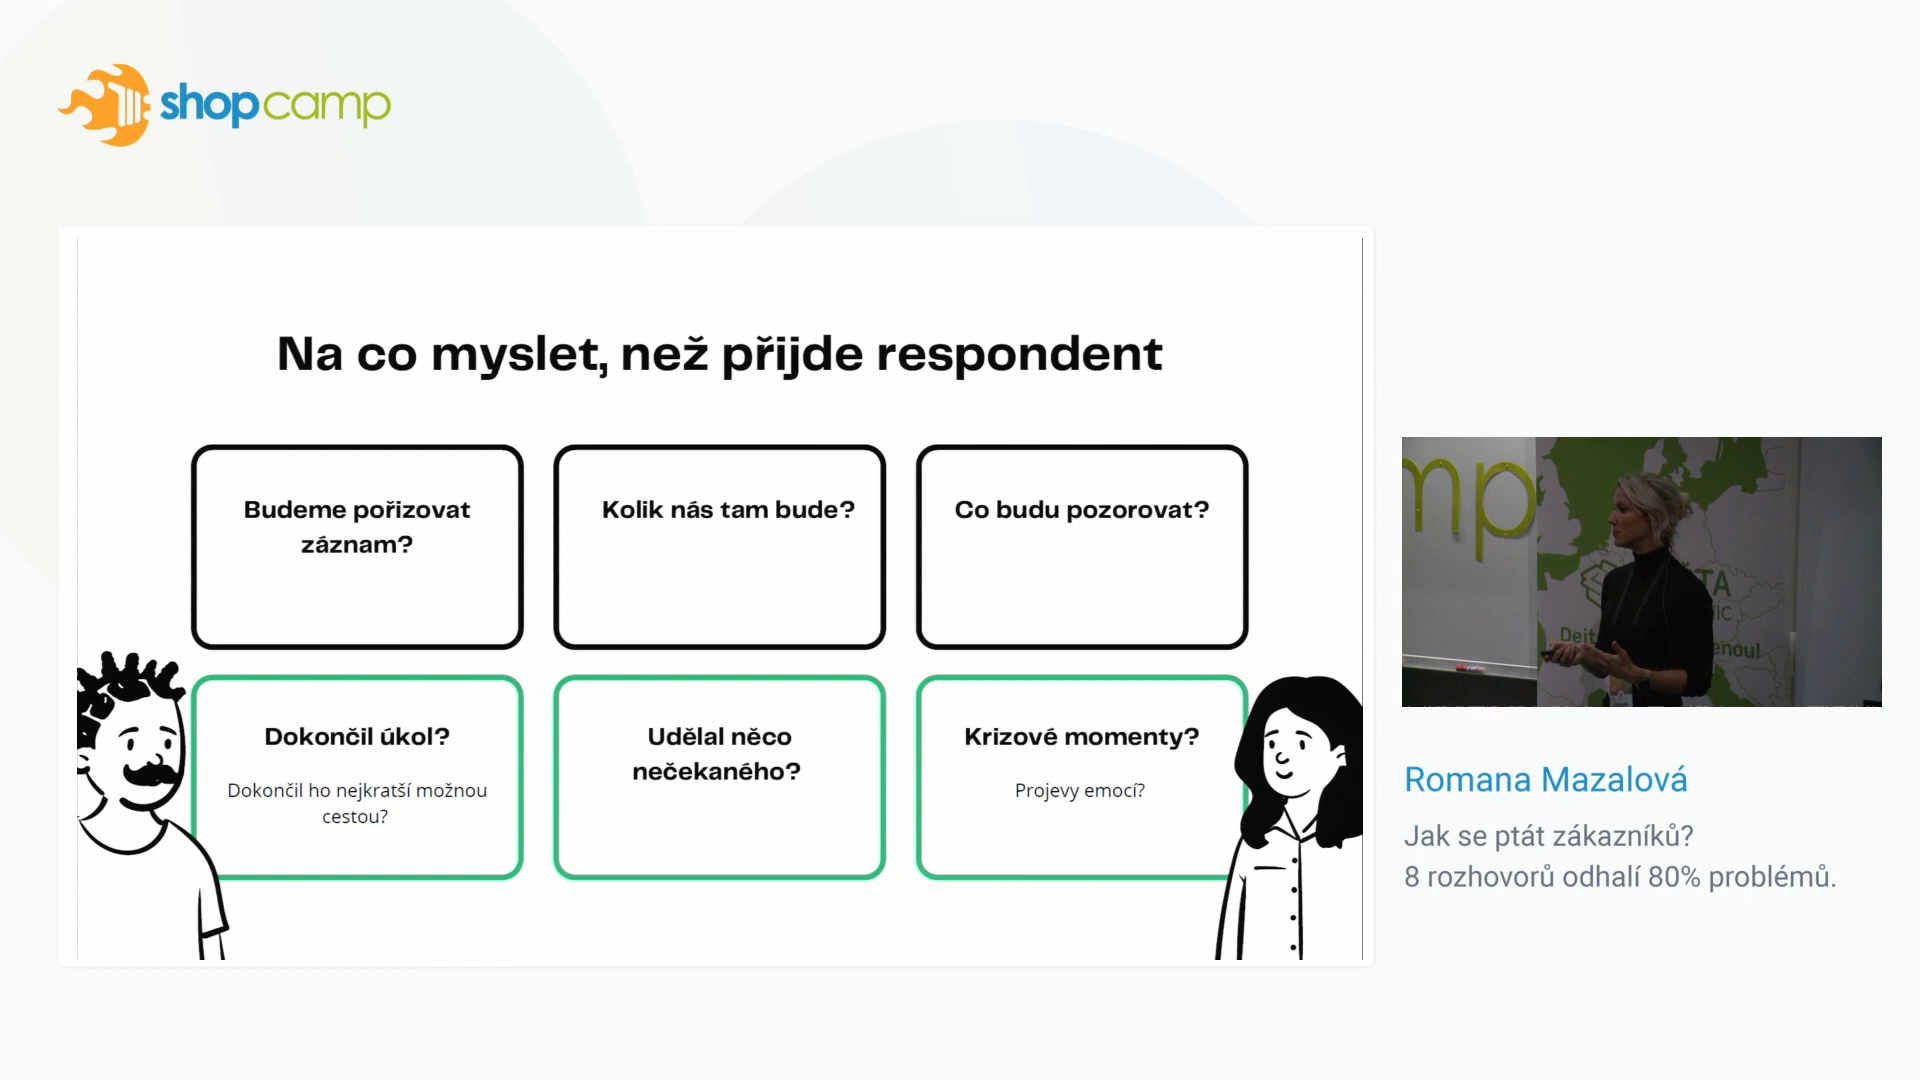 shopcamp
Na co myslet, než přijde respondent
Budeme pořizovat
záznam?
Kolik nás tam bude?
Co budu pozorovat?
Dokončil úkol?
Dokončil ho nejkratší možnou
cestou?
Udělal něco
nečekaného?
Krizové momenty?
Projevy emocí?
mp
Romana Mazalová
Jak se ptát zákazníků?
8 rozhovorů odhalí 80% problémů.